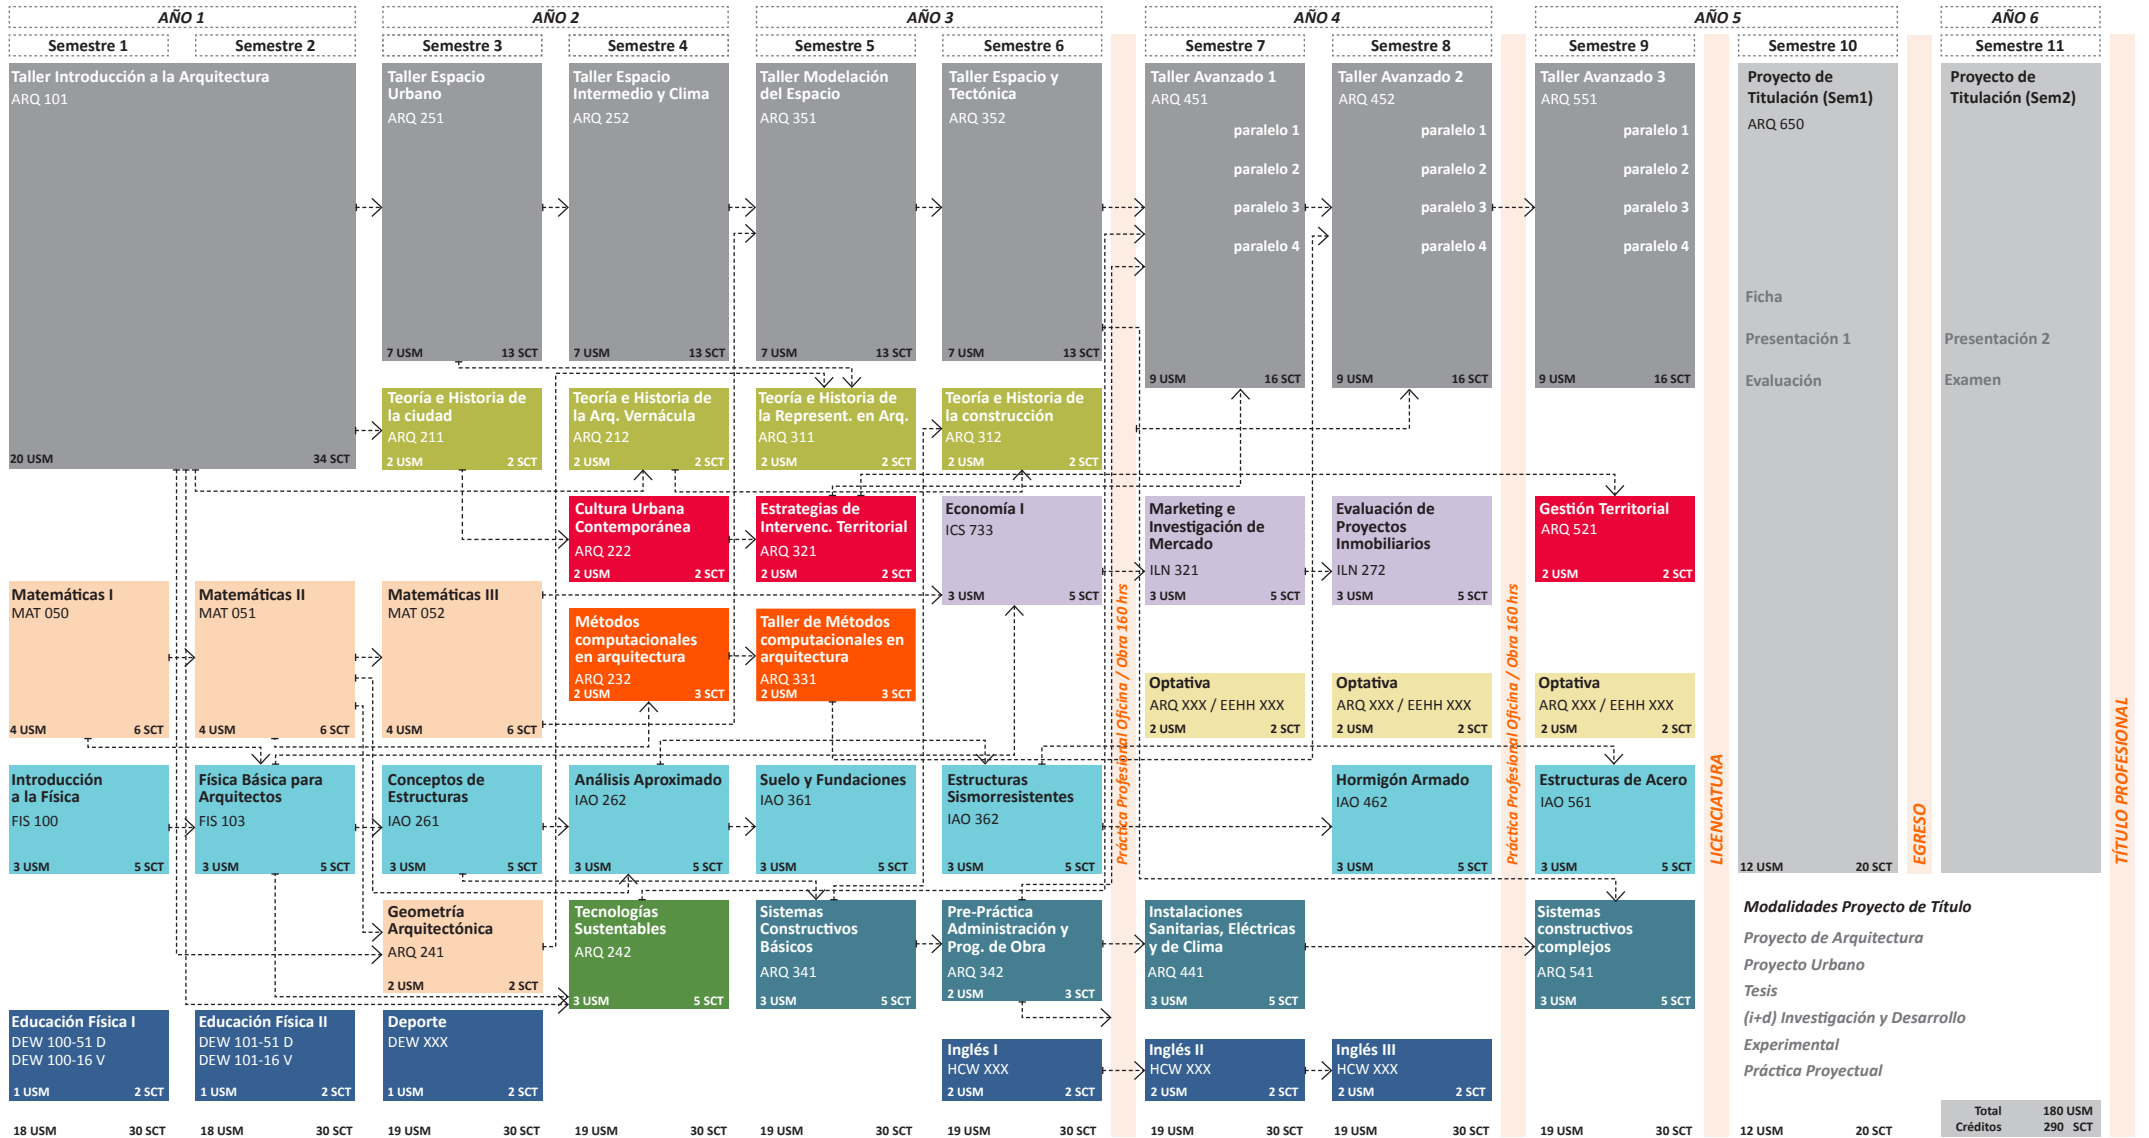 AÑO 1
AÑO 2
AÑO 3
AÑO 4
AÑO 5
AÑO 6
Semestre 1
Semestre 2
Semestre 3
Semestre 4
Semestre 5
Semestre 6
Semestre 7
Semestre 8
Semestre 9
Semestre 10
Semestre 11
Taller Introducción a la Arquitectura
ARQ 101
20 USM
34 SCT
Taller Espacio
Urbano
ARQ 251
7 USM
13 SCT
Taller Espacio
Intermedio y Clima
ARQ 252
7 USM
13 SCT
Taller Modelación
del Espacio
ARQ 351
7 USM
13 SCT
Taller Espacio y
Tectónica
ARQ 352
7 USM
13 SCT
Taller Avanzado 1
ARQ 451
paralelo 1
paralelo 2
paralelo 3
paralelo 4
9 USM
16 SCT
Taller Avanzado 2
ARQ 452
paralelo 1
paralelo 2
paralelo 3
paralelo 4
9 USM
16 SCT
Taller Avanzado 3
ARQ 551
paralelo 1
paralelo 2
paralelo 3
paralelo 4
9 USM
16 SCT
Proyecto de
Titulación (Sem1)
ARQ 650
Ficha
Presentación 1
Evaluación
12 USM
20 SCT
Proyecto de
Titulación (Sem2)
Presentación 2
Examen
Teoría e Historia de
la ciudad
ARQ 211
2 USM
2 SCT
Teoría e Historia de
la Arq. Vernácula
ARQ 212
2 USM
2 SCT
Teoría e Historia de
la Represent. en Arq.
ARQ 311
2 USM
2 SCT
Teoría e Historia de
la construcción
ARQ 312
2 USM
2 SCT
Cultura Urbana
Contemporánea
ARQ 222
2 USM
2 SCT
Estrategias de
Intervenc. Territorial
ARQ 321
2 USM
2 SCT
Economía I
ICS 733
3 USM
5 SCT
Marketing e
Investigación de
Mercado
ILN 321
3 USM
5 SCT
Evaluación de
Proyectos
Inmobiliarios
ILN 272
3 USM
5 SCT
Gestión Territorial
ARQ 521
2 USM
2 SCT
Matemáticas I
MAT 050
4 USM
6 SCT
Matemáticas II
MAT 051
4 USM
6 SCT
Matemáticas III
MAT 052
4 USM
6 SCT
Métodos
computacionales
en arquitectura
ARQ 232
2 USM
3 SCT
Taller de Métodos
computacionales en
arquitectura
ARQ 331
2 USM
3 SCT
Optativa
ARQ XXX / EEHH XXX
2 USM
2 SCT
Optativa
ARQ XXX / EEHH XXX
2 USM
2 SCT
Optativa
ARQ XXX / EEHH XXX
2 USM
2 SCT
Introducción
a la Física
FIS 100
3 USM
5 SCT
Física Básica para
Arquitectos
FIS 103
3 USM
5 SCT
Conceptos de
Estructuras
IAO 261
3 USM
5 SCT
Análisis Aproximado
IAO 262
3 USM
5 SCT
Suelo y Fundaciones
IAO 361
3 USM
5 SCT
Estructuras
Sismorresistentes
IAO 362
3 USM
5 SCT
Hormigón Armado
IAO 462
3 USM
5 SCT
Estructuras de Acero
IAO 561
3 USM
5 SCT
Geometría
Arquitectónica
ARQ 241
2 USM
2 SCT
Tecnologías
Sustentables
ARQ 242
3 USM
5 SCT
Sistemas
Constructivos
Básicos
ARQ 341
3 USM
5 SCT
Pre-Práctica
Administración y
Prog. de Obra
ARQ 342
2 USM
3 SCT
Instalaciones
Sanitarias, Eléctricas
y de Clima
ARQ 441
3 USM
5 SCT
Sistemas
constructivos
complejos
ARQ 541
3 USM
5 SCT
Educación Física I
DEW 100-51 D
DEW 100-16 V
1 USM
2 SCT
Educación Física II
DEW 101-51 D
DEW 101-16 V
1 USM
2 SCT
Deporte
DEW XXX
1 USM
2 SCT
Inglés I
HCW XXX
2 USM
2 SCT
Inglés II
HCW XXX
2 USM
2 SCT
Inglés III
HCW XXX
2 USM
2 SCT
Práctica Profesional Oficina / Obra 160 hrs
Práctica Profesional Oficina / Obra 160 hrs
LICENCIATURA
EGRESO
TÍTULO PROFESIONAL
Modalidades Proyecto de Título
Proyecto de Arquitectura
Proyecto Urbano
Tesis
(i+d) Investigación y Desarrollo
Experimental
Práctica Proyectual
18 USM
30 SCT
18 USM
30 SCT
19 USM
30 SCT
19 USM
30 SCT
19 USM
30 SCT
19 USM
30 SCT
19 USM
30 SCT
19 USM
30 SCT
19 USM
30 SCT
12 USM
20 SCT
Total 180 USM
Créditos 290 SCT